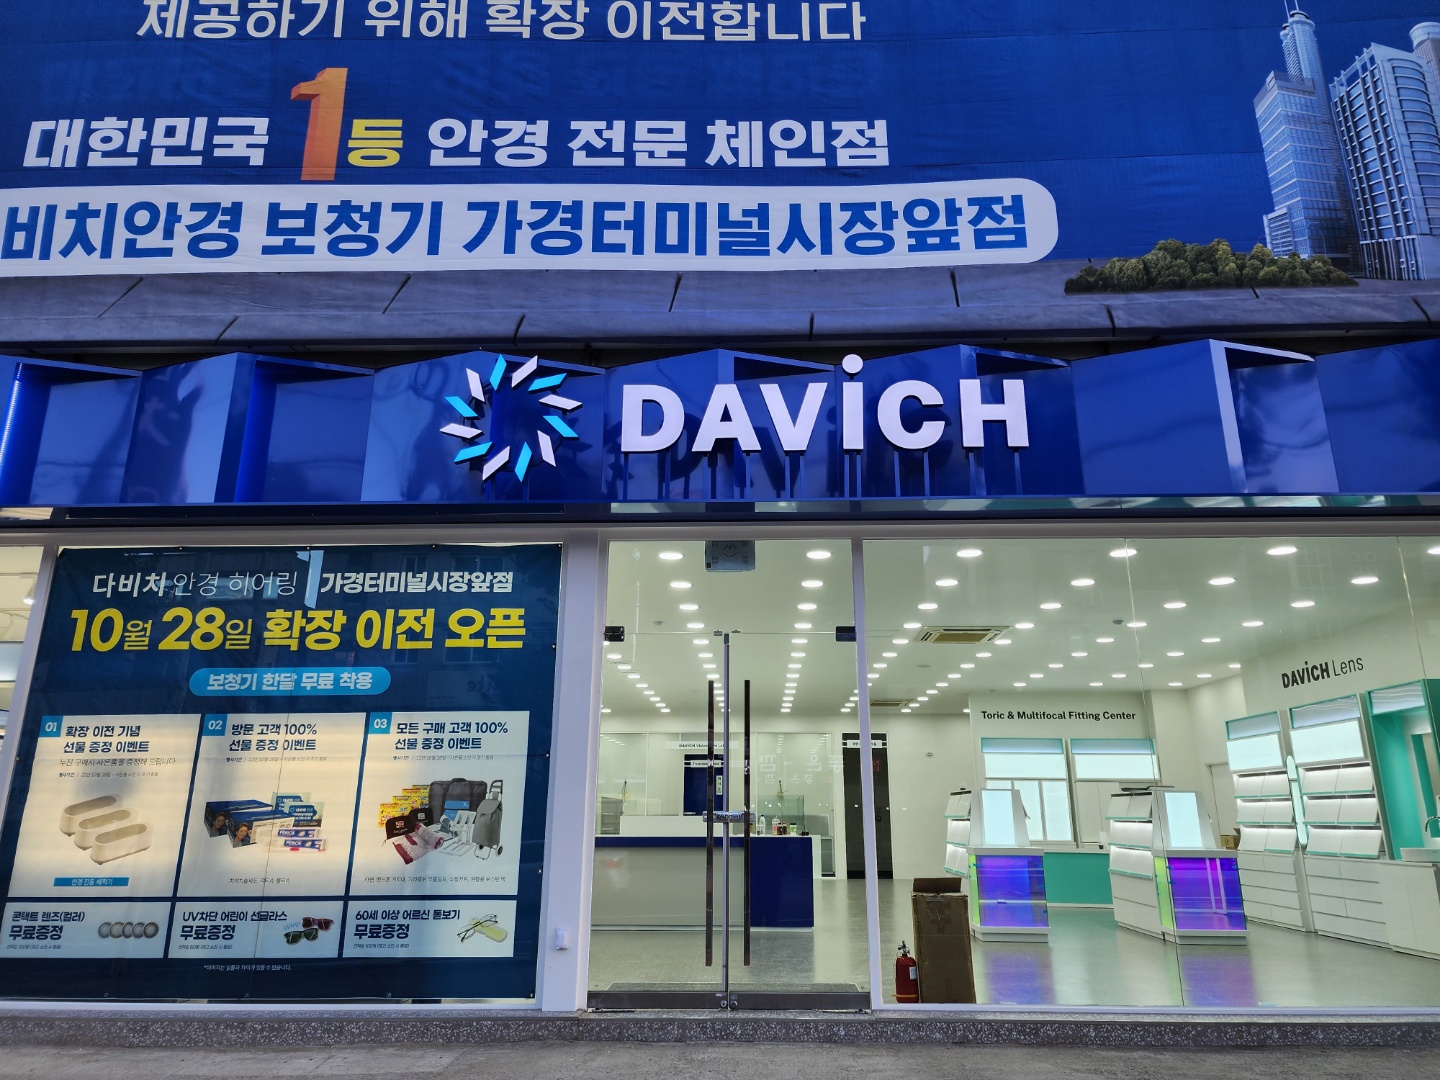 제공하기 위해 확장 이전합니다
대한민국 1등 안경 전문 체인점
비치안경 보청기 가경터미널시장앞점
DAViCH
다비치안경 히어링 | 가경터미널시장앞점
10월 28일 확장 이전 오픈
보청기 한달 무료 착용
01 확장 이전 기념
선물 증정 이벤트
안경 진동 세척기
02 방문 고객 100%
선물 증정 이벤트
03 모든 구매 고객 100%
선물 증정 이벤트
콘택트 렌즈(컬러)
무료증정
UV차단 어린이 선글라스
무료증정
60세 이상 어르신 돋보기
무료증정
Toric & Multifocal Fitting Center
DAViCH Lens